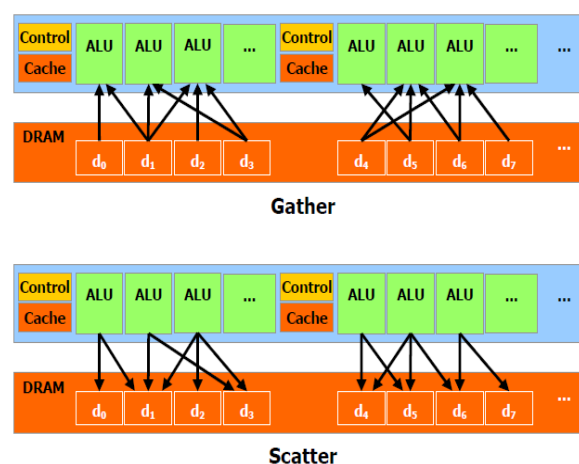 Control ALU ALU ALU ... Control ALU ALU ALU ... ...
Cache Cache
DRAM
d0 d1 d2 d3 d4 d5 d6 d7 ...
Gather
Control ALU ALU ALU ... Control ALU ALU ALU ... ...
Cache Cache
DRAM
d0 d1 d2 d3 d4 d5 d6 d7 ...
Scatter